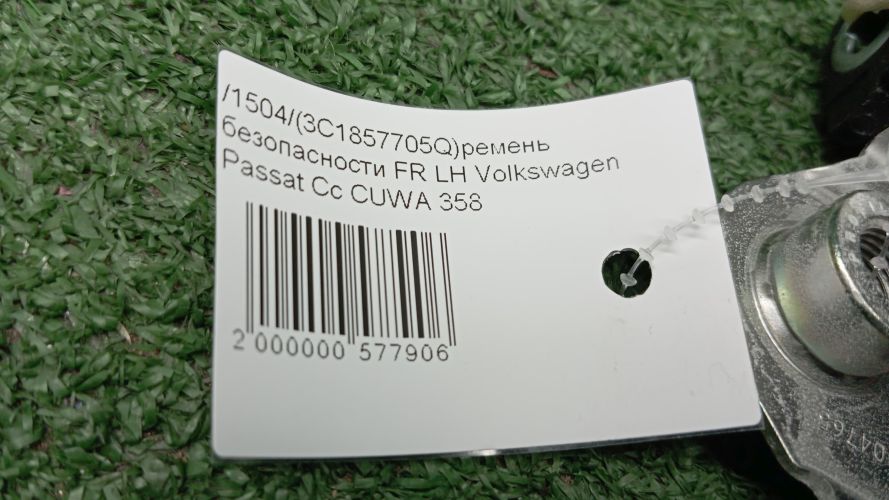 /1504/(3C1857705Q)ремень
безопасности FR LH Volkswagen
Passat Cc CUWA 358
2 000000 577906